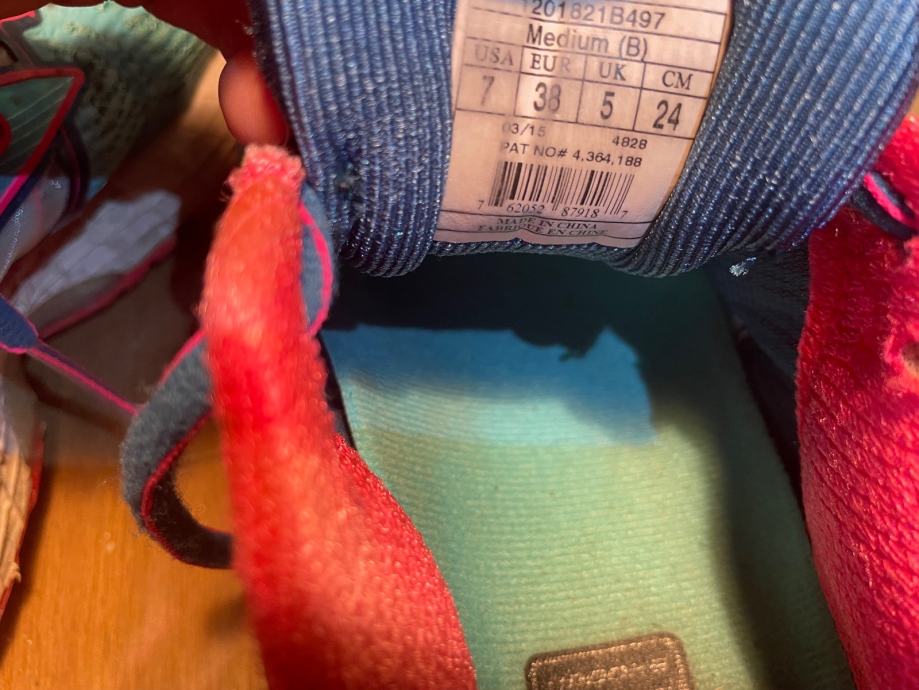 1201821B497
Medium (B)
USA EUR UK CM
7 38 5 24
03/15 4828
PAT NO# 4,364,188
7 62052 87918 7
MADE IN CHINA
FABRIQUE EN CHINE